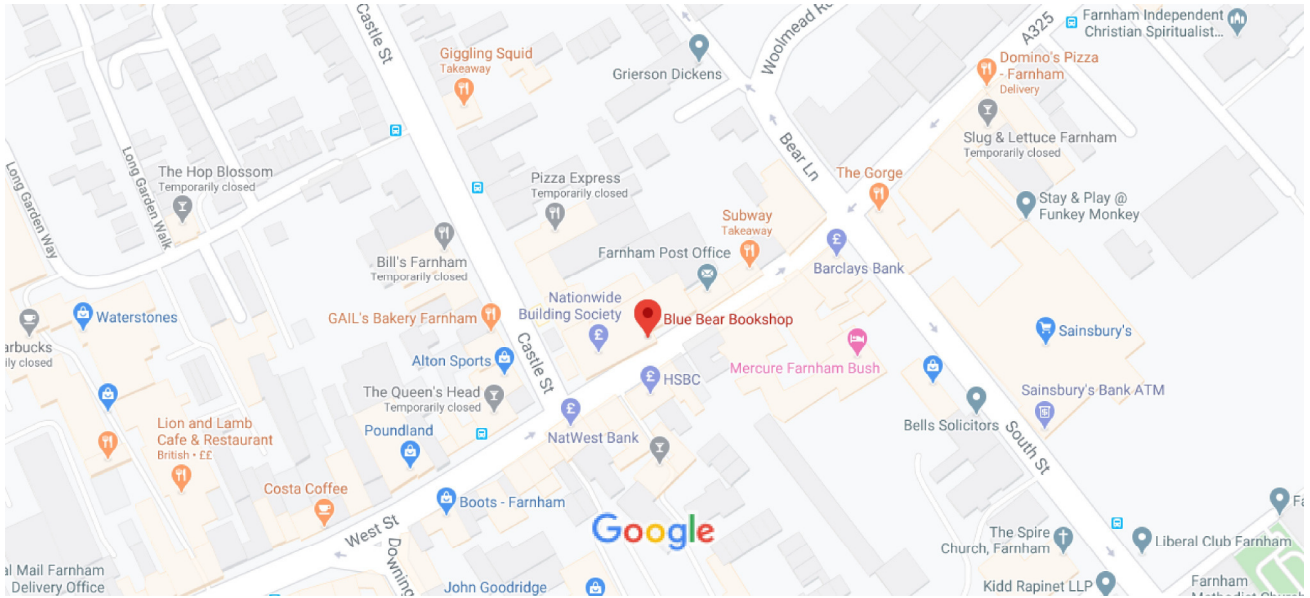 Castle St
Woolmead Ro
A325
Farnham Independent
Christian Spiritualist...
Giggling Squid
Takeaway
Grierson Dickens
Domino's Pizza
- Farnham
Delivery
Long Garden Way
Long Garden Walk
The Hop Blossom
Temporarily closed
Pizza Express
Temporarily closed
Bear Ln
The Gorge
Slug & Lettuce Farnham
Temporarily closed
Stay & Play @
Funkey Monkey
Subway
Takeaway
Farnham Post Office
Bill's Farnham
Temporarily closed
Barclays Bank
Waterstones
GAIL's Bakery Farnham
Nationwide
Building Society
Blue Bear Bookshop
Sainsbury's
arbucks
ily closed
Alton Sports
Castle St
Mercure Farnham Bush
HSBC
The Queen's Head
Temporarily closed
Sainsbury's Bank ATM
Lion and Lamb
Cafe & Restaurant
British • ££
Poundland
NatWest Bank
Bells Solicitors
South St
Costa Coffee
Boots - Farnham
West St
Google
Fa
The Spire
Church, Farnham
Liberal Club Farnham
Downing
al Mail Farnham
Delivery Office
John Goodridge
Kidd Rapinet LLP
Farnham
Methodist Church